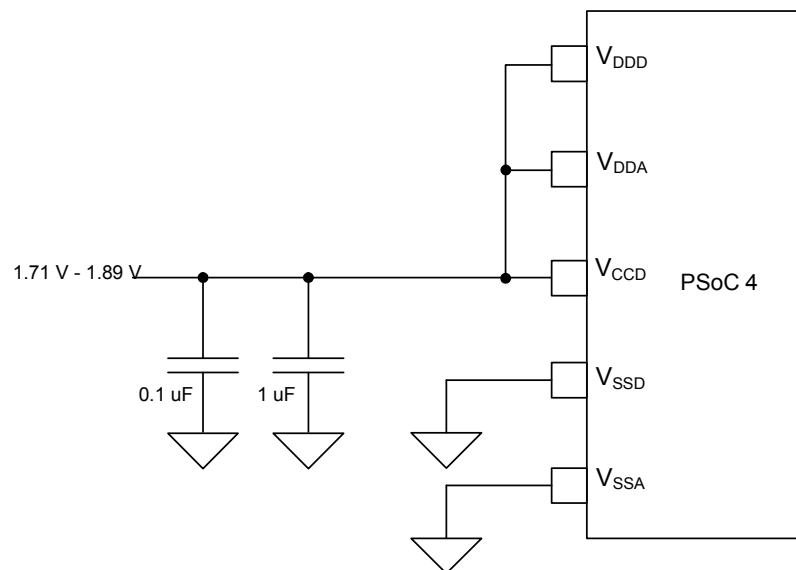 VDDD
VDDA
1.71 V - 1.89 V
VCCD
PSoC 4
0.1 uF
1 uF
VSSD
VSSA